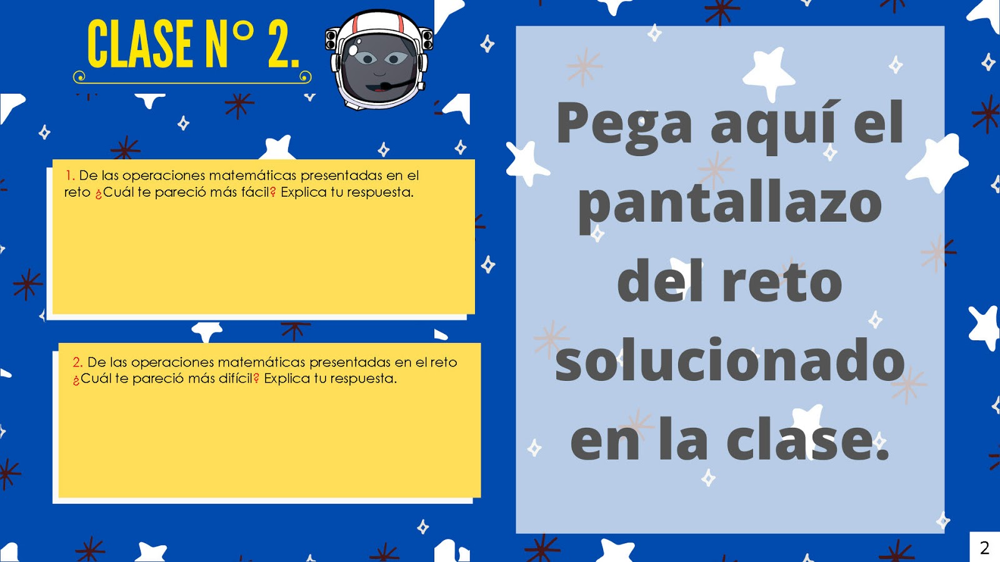 CLASE N° 2.
1. De las operaciones matemáticas presentadas en el
reto ¿Cuál te pareció más fácil? Explica tu respuesta.
2. De las operaciones matemáticas presentadas en el reto
¿Cuál te pareció más difícil? Explica tu respuesta.
Pega aquí el
pantallazo
del reto
solucionado
en la clase.
2